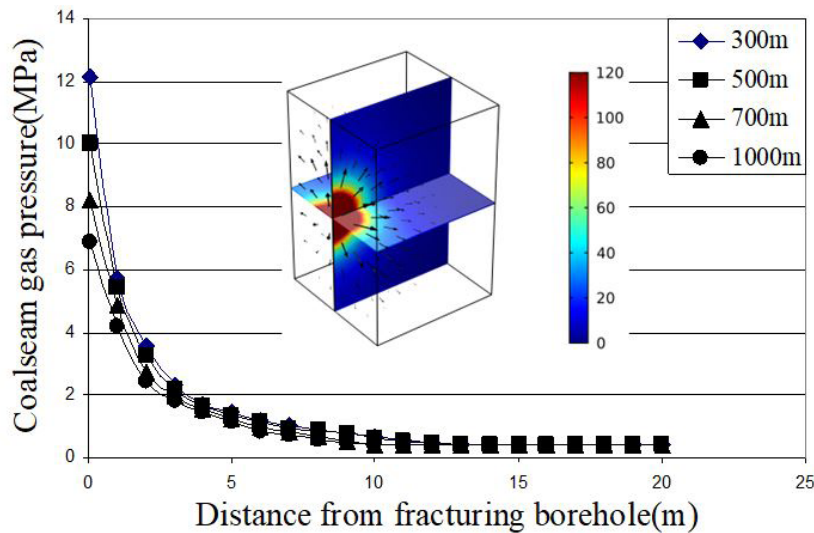 14
12
10
8
6
4
2
0
Coalseam gas pressure(MPa)
0 5 10 15 20 25
Distance from fracturing borehole(m)
120
100
80
60
40
20
0
300m
500m
700m
1000m